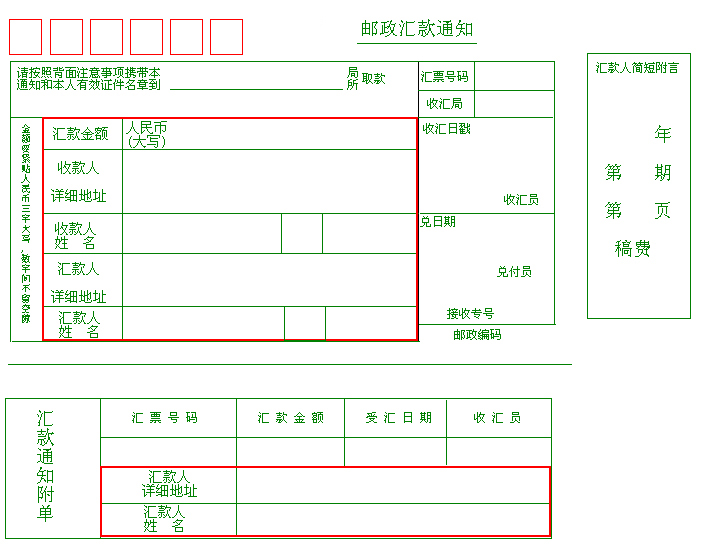 邮政汇款通知
请按照背面注意事项携带本
通知和本人有效证件名章到
局
所
取款
汇票号码
收汇局
金额要紧贴人民币三字大写,数字间不留空隙
汇款金额
人民币
(大写)
收汇日戳
收款人
详细地址
收汇员
收款人
姓 名
兑日期
汇款人
详细地址
兑付员
汇款人
姓 名
接收专号
邮政编码
汇款人简短附言
年
第 期
第 页
稿费
汇款通知附单
汇票号码
汇款金额
受汇日期
收汇员
汇款人
详细地址
汇款人
姓 名